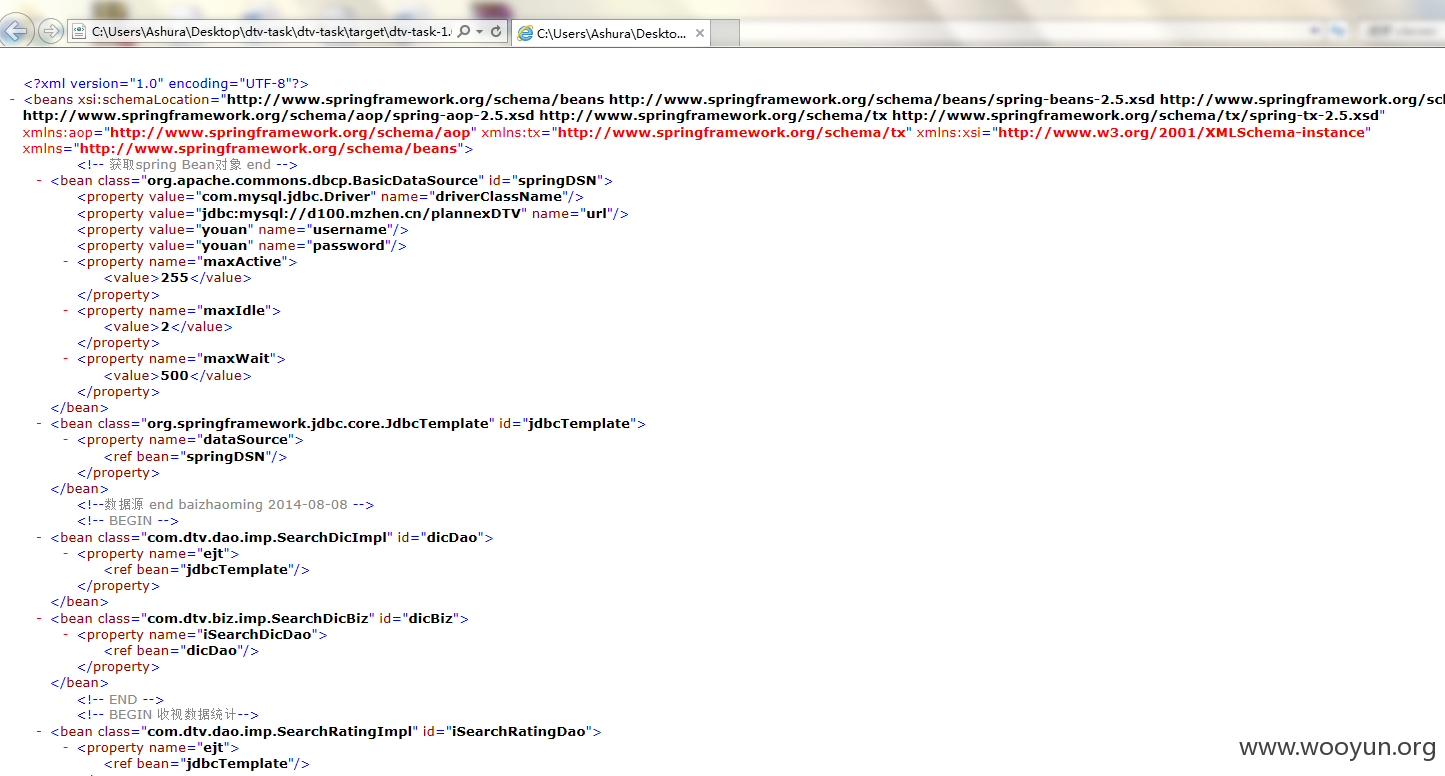 C:\Users\Ashura\Desktop\dtv-task\dtv-task\target\dtv-task-1.
C:\Users\Ashura\Deskto...
<?xml version="1.0" encoding="UTF-8"?>
- <beans xsi:schemaLocation="http://www.springframework.org/schema/beans http://www.springframework.org/schema/beans/spring-beans-2.5.xsd http://www.springframework.org/sc
http://www.springframework.org/schema/aop/spring-aop-2.5.xsd http://www.springframework.org/schema/tx http://www.springframework.org/schema/tx/spring-tx-2.5.xsd"
xmlns:aop="http://www.springframework.org/schema/aop" xmlns:tx="http://www.springframework.org/schema/tx" xmlns:xsi="http://www.w3.org/2001/XMLSchema-instance"
xmlns="http://www.springframework.org/schema/beans">
<!-- 获取spring Bean对象 end -->
- <bean class="org.apache.commons.dbcp.BasicDataSource" id="springDSN">
<property value="com.mysql.jdbc.Driver" name="driverClassName"/>
<property value="jdbc:mysql://d100.mzhen.cn/plannexDTV" name="url"/>
<property value="youan" name="username"/>
<property value="youan" name="password"/>
- <property name="maxActive">
<value>255</value>
</property>
- <property name="maxIdle">
<value>2</value>
</property>
- <property name="maxWait">
<value>500</value>
</property>
</bean>
- <bean class="org.springframework.jdbc.core.JdbcTemplate" id="jdbcTemplate">
- <property name="dataSource">
<ref bean="springDSN"/>
</property>
</bean>
<!--数据源 end baizhaoming 2014-08-08 -->
<!-- BEGIN -->
- <bean class="com.dtv.dao.imp.SearchDicImpl" id="dicDao">
- <property name="ejt">
<ref bean="jdbcTemplate"/>
</property>
</bean>
- <bean class="com.dtv.biz.imp.SearchDicBiz" id="dicBiz">
- <property name="iSearchDicDao">
<ref bean="dicDao"/>
</property>
</bean>
<!-- END -->
<!-- BEGIN 收视数据统计-->
- <bean class="com.dtv.dao.imp.SearchRatingImpl" id="iSearchRatingDao">
- <property name="ejt">
<ref bean="jdbcTemplate"/>
www.wooyun.org